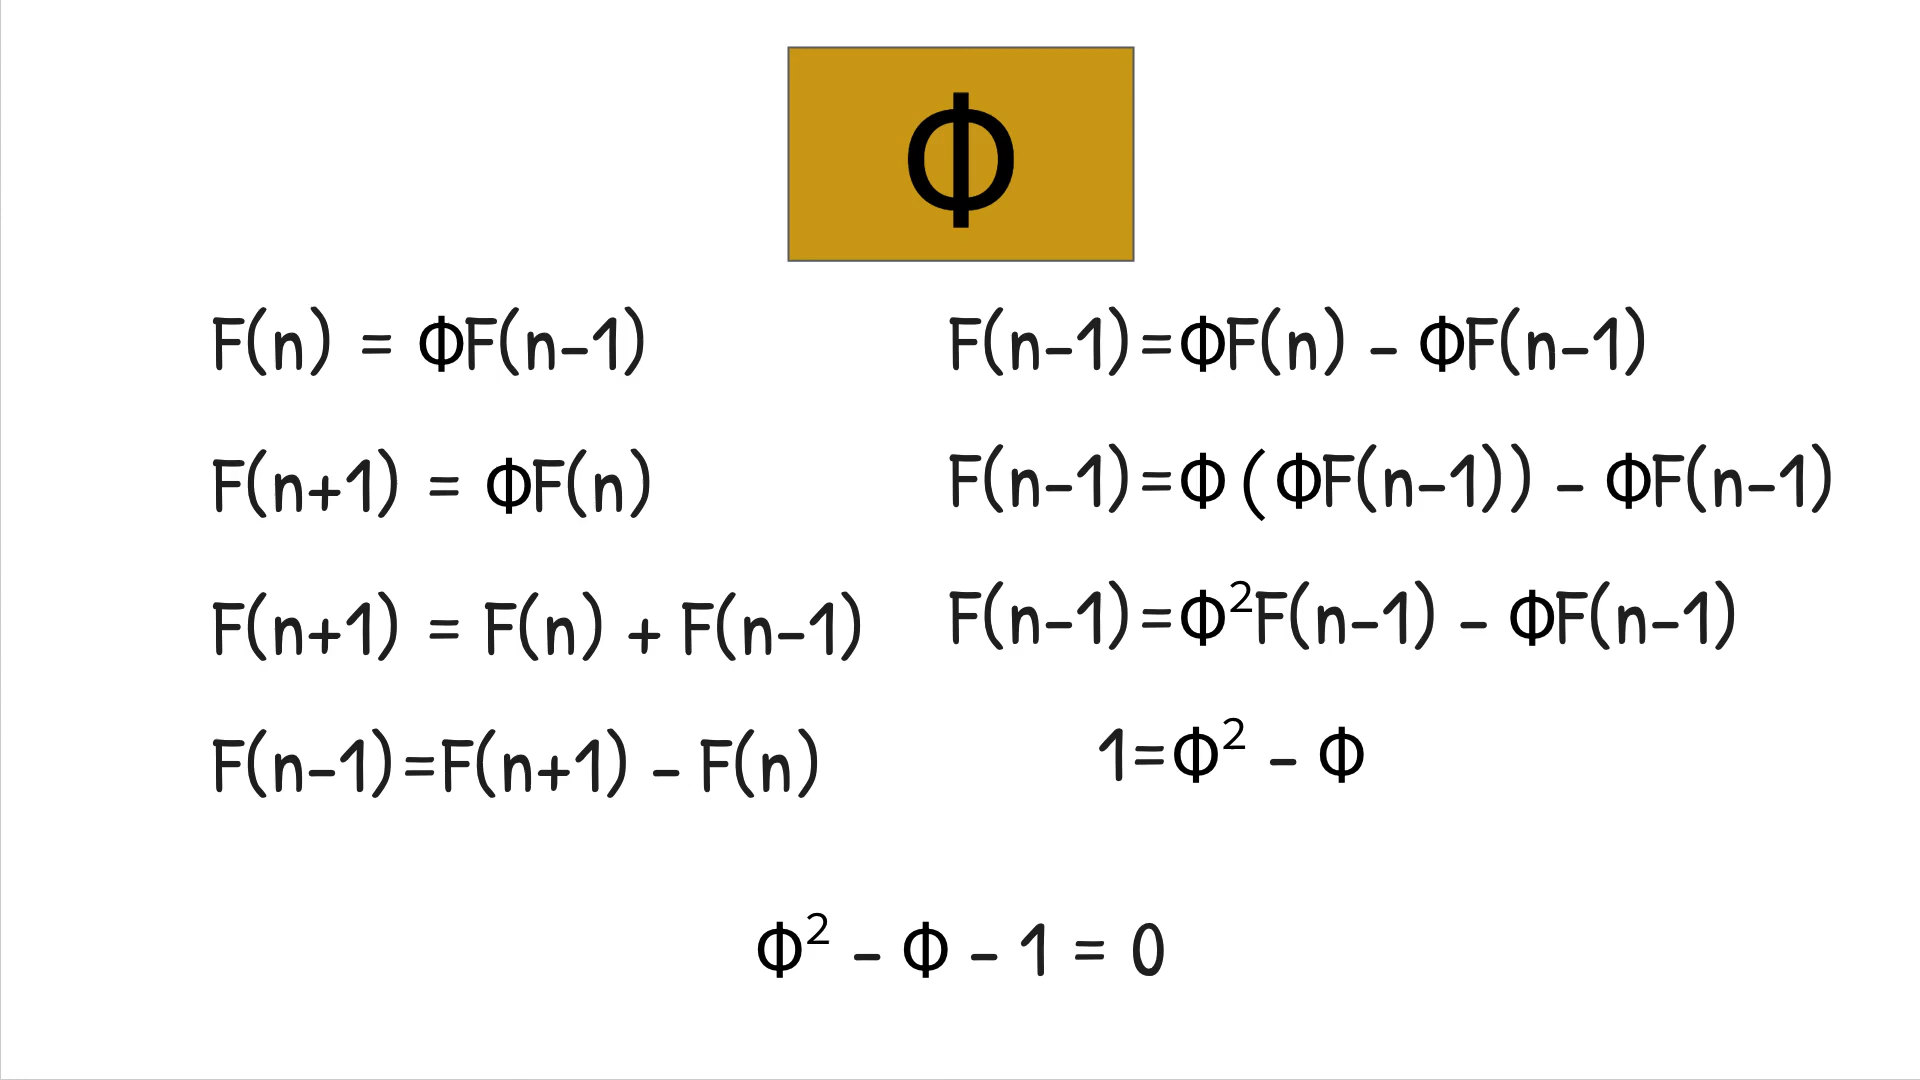 Φ
F(n) = ΦF(n-1)
F(n+1) = ΦF(n)
F(n+1) = F(n) + F(n-1)
F(n-1)=F(n+1) - F(n)
F(n-1)=ΦF(n) - ΦF(n-1)
F(n-1)=Φ(ΦF(n-1)) - ΦF(n-1)
F(n-1)=Φ²F(n-1) - ΦF(n-1)
1=Φ² - Φ
Φ² - Φ - 1 = 0